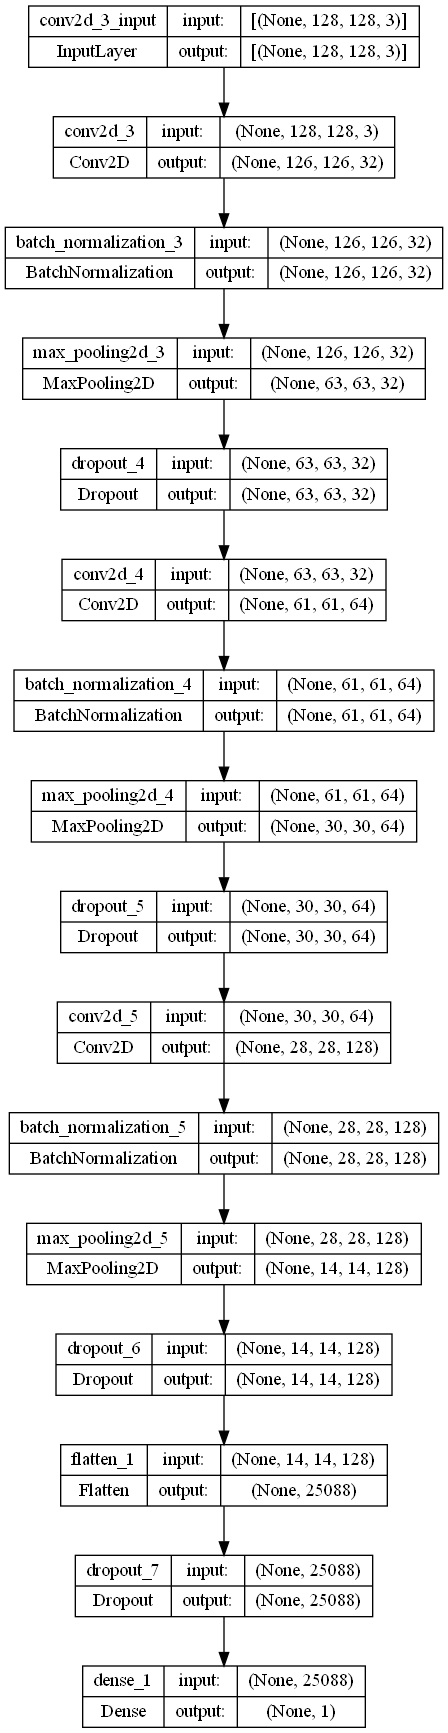 conv2d_3_input input: [(None, 128, 128, 3)]
InputLayer output: [(None, 128, 128, 3)]
conv2d_3 input: (None, 128, 128, 3)
Conv2D output: (None, 126, 126, 32)
batch_normalization_3 input: (None, 126, 126, 32)
BatchNormalization output: (None, 126, 126, 32)
max_pooling2d_3 input: (None, 126, 126, 32)
MaxPooling2D output: (None, 63, 63, 32)
dropout_4 input: (None, 63, 63, 32)
Dropout output: (None, 63, 63, 32)
conv2d_4 input: (None, 63, 63, 32)
Conv2D output: (None, 61, 61, 64)
batch_normalization_4 input: (None, 61, 61, 64)
BatchNormalization output: (None, 61, 61, 64)
max_pooling2d_4 input: (None, 61, 61, 64)
MaxPooling2D output: (None, 30, 30, 64)
dropout_5 input: (None, 30, 30, 64)
Dropout output: (None, 30, 30, 64)
conv2d_5 input: (None, 30, 30, 64)
Conv2D output: (None, 28, 28, 128)
batch_normalization_5 input: (None, 28, 28, 128)
BatchNormalization output: (None, 28, 28, 128)
max_pooling2d_5 input: (None, 28, 28, 128)
MaxPooling2D output: (None, 14, 14, 128)
dropout_6 input: (None, 14, 14, 128)
Dropout output: (None, 14, 14, 128)
flatten_1 input: (None, 14, 14, 128)
Flatten output: (None, 25088)
dropout_7 input: (None, 25088)
Dropout output: (None, 25088)
dense_1 input: (None, 25088)
Dense output: (None, 1)